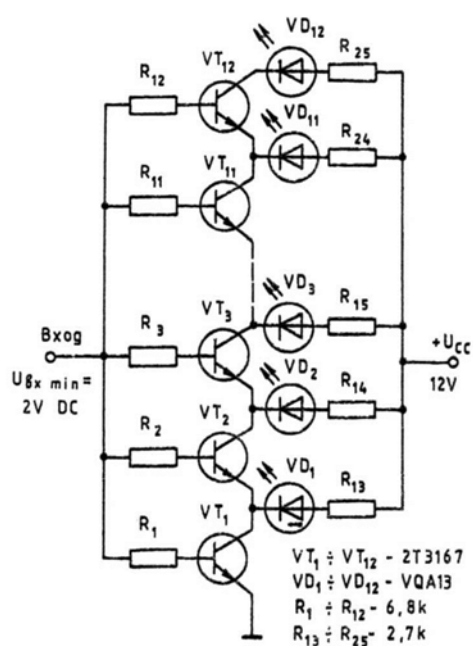 VD12
R25
VT12
R12
VD11
R24
VT11
R11
VD3
R15
VT3
R3
Вход
Uвх min=
2V DC
+Ucc
12V
VD2
R14
VT2
R2
VD1
R13
VT1
R1
VT1 ÷ VT12 - 2T3167
VD1 ÷ VD12 - VQA13
R1 ÷ R12 - 6,8k
R13 ÷ R25 - 2,7k